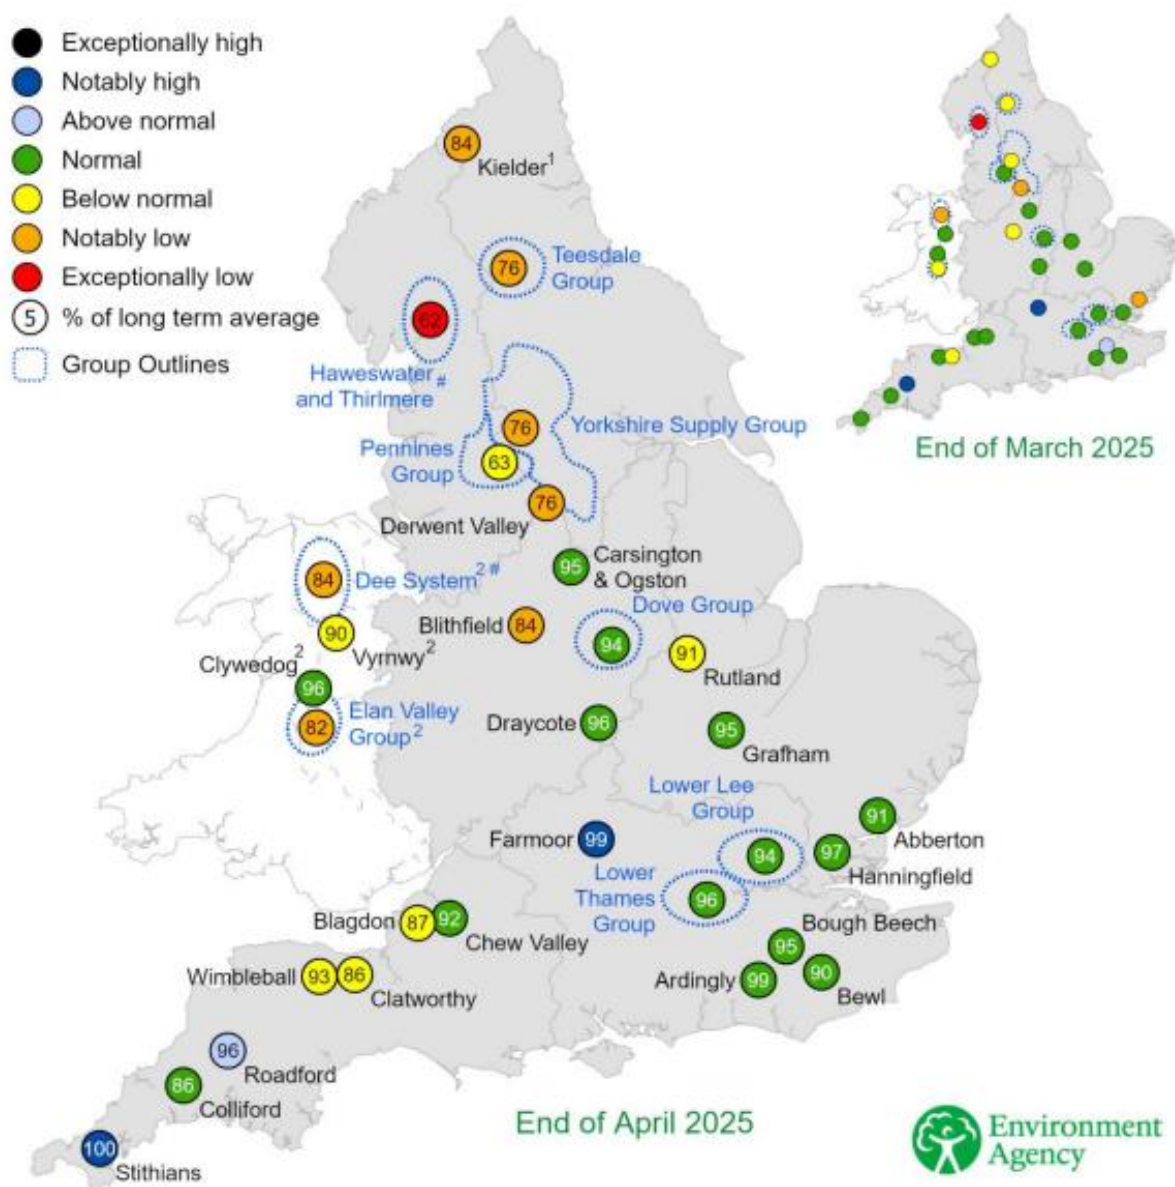 Exceptionally high
Notably high
Above normal
Normal
Below normal
Notably low
Exceptionally low
5 % of long term average
Group Outlines
84
Kielder¹
76
Teesdale
Group
62
Haweswater #
and Thirlmere
76
Yorkshire Supply Group
Pennines
Group
63
76
Derwent Valley
95
Carsington
& Ogston
84
Dee System² #
Dove Group
94
Blithfield
84
90
Vyrnwy²
91
Rutland
Clywedog²
96
82
Elan Valley
Group²
Draycote
96
95
Grafham
Lower Lee
Group
94
91
Abberton
97
Hanningfield
Farmoor
99
Lower
Thames
Group
96
Blagdon
87
92
Chew Valley
Bough Beech
95
Ardingly
99
90
Bewl
Wimbleball
93
86
Clatworthy
96
Roadford
86
Colliford
100
Stithians
End of March 2025
End of April 2025
Environment
Agency